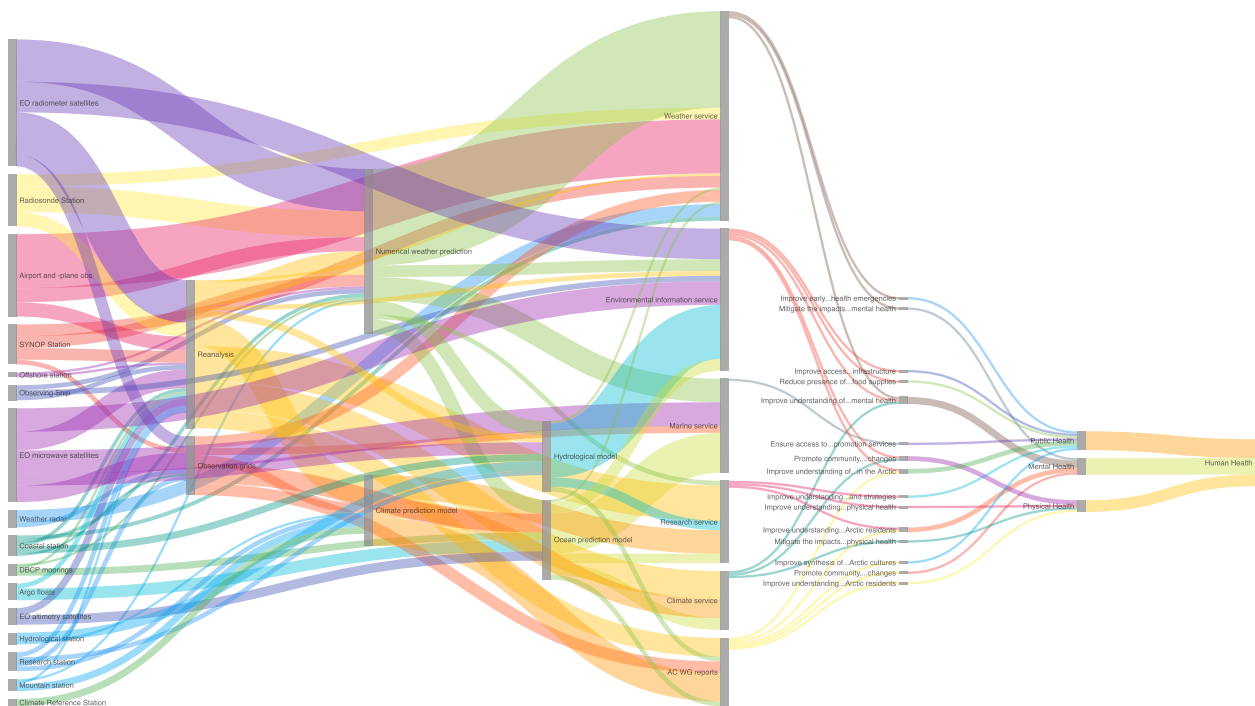 EO radiometer satellites
Radiosonde Station
Airport and -plane obs
SYNOP Station
Offshore station
Observing Ship
EO microwave satellites
Weather radar
Coastal station
DBCP moorings
Argo floats
EO altimetry satellites
Hydrological station
Research station
Mountain station
Climate Reference Station
Reanalysis
Observation grids
Numerical weather prediction
Climate prediction model
Hydrological model
Ocean prediction model
Weather service
Environmental information service
Marine service
Research service
Climate service
AC WG reports
Improve early...health emergencies
Mitigate the impacts...mental health
Improve access...infrastructure
Reduce presence of...food supplies
Improve understanding of...mental health
Ensure access to...promotion services
Promote community,...changes
Improve understanding of...in the Arctic
Improve understanding...and strategies
Improve understanding...physical health
Improve understanding...Arctic residents
Mitigate the impacts...physical health
Improve synthesis of...Arctic cultures
Promote community,...changes
Improve understanding...Arctic residents
Public Health
Mental Health
Physical Health
Human Health